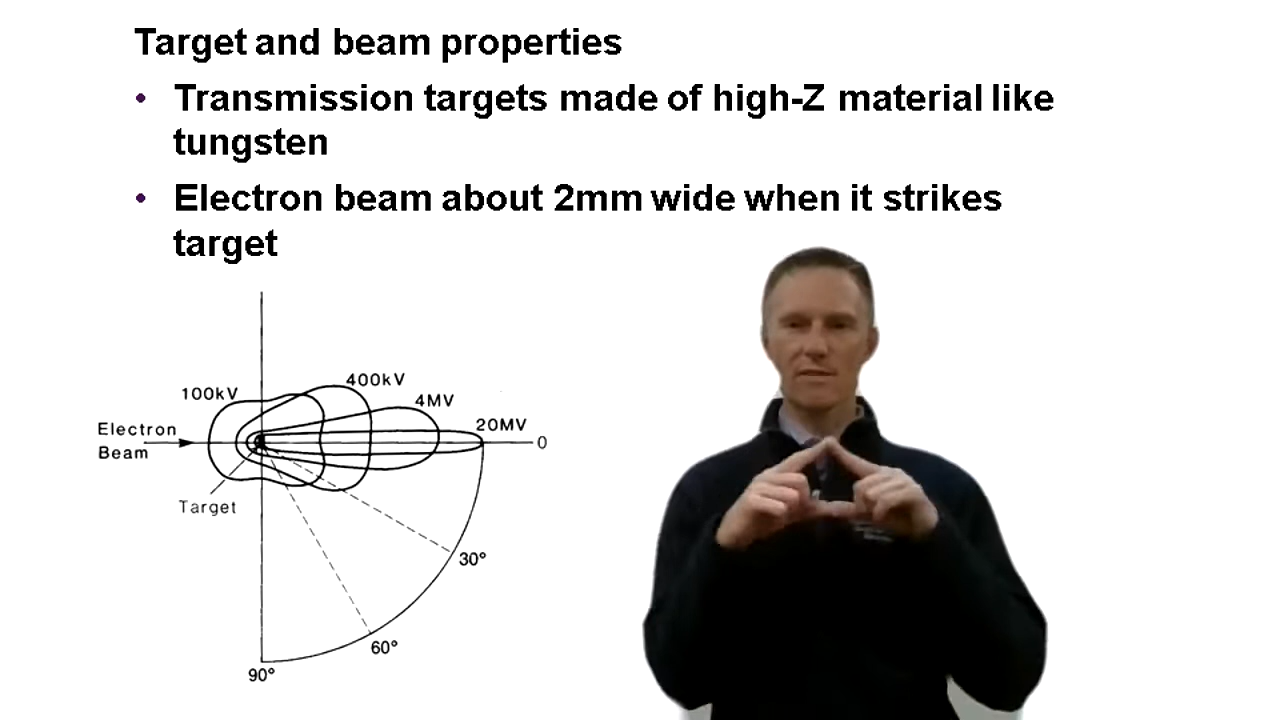 Target and beam properties
• Transmission targets made of high-Z material like
tungsten
• Electron beam about 2mm wide when it strikes
target
100kV
400kV
4MV
20MV
Electron
Beam
0
Target
30°
60°
90°